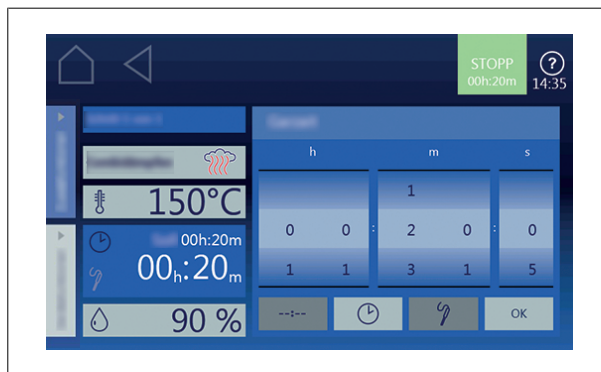 STOPP
00h:20m
?
14:35
150°C
00h:20m
00h:20m
90 %
h m s
1
0 0 : 2 0 : 0
1 1 3 1 5
--:-- OK